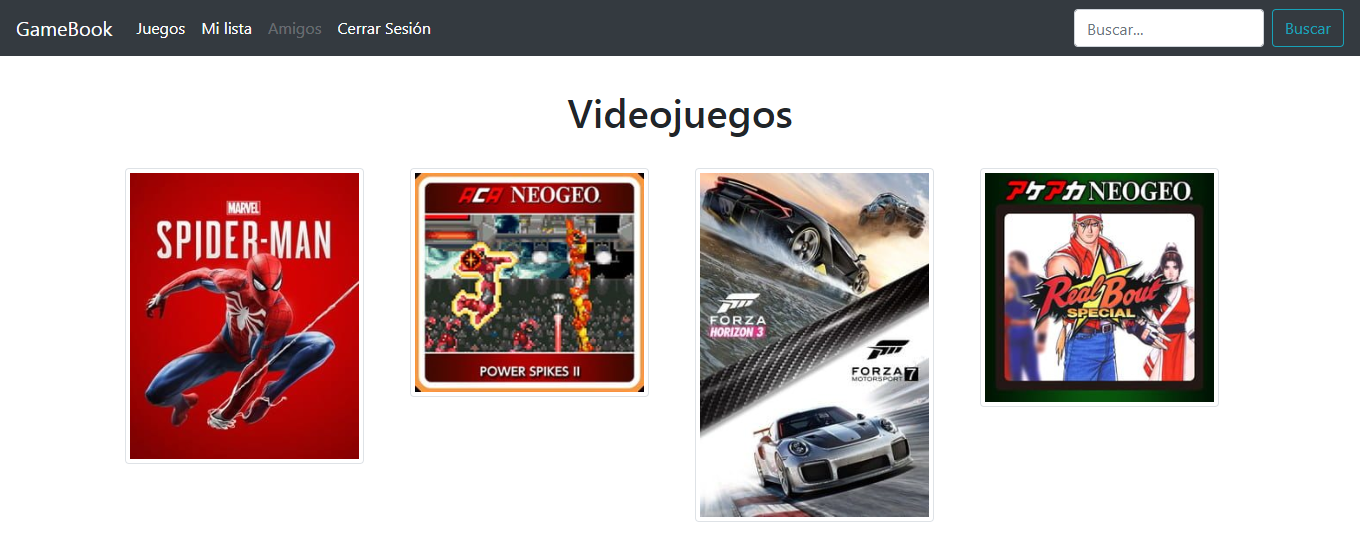 GameBook Juegos Mi lista Amigos Cerrar Sesión Buscar... Buscar
Videojuegos
MARVEL
SPIDER-MAN
ACA NEOGEO
POWER SPIKES II
FORZA
HORIZON 3
FORZA
MOTORSPORT 7
アケアカ NEOGEO
Real Bout
SPECIAL